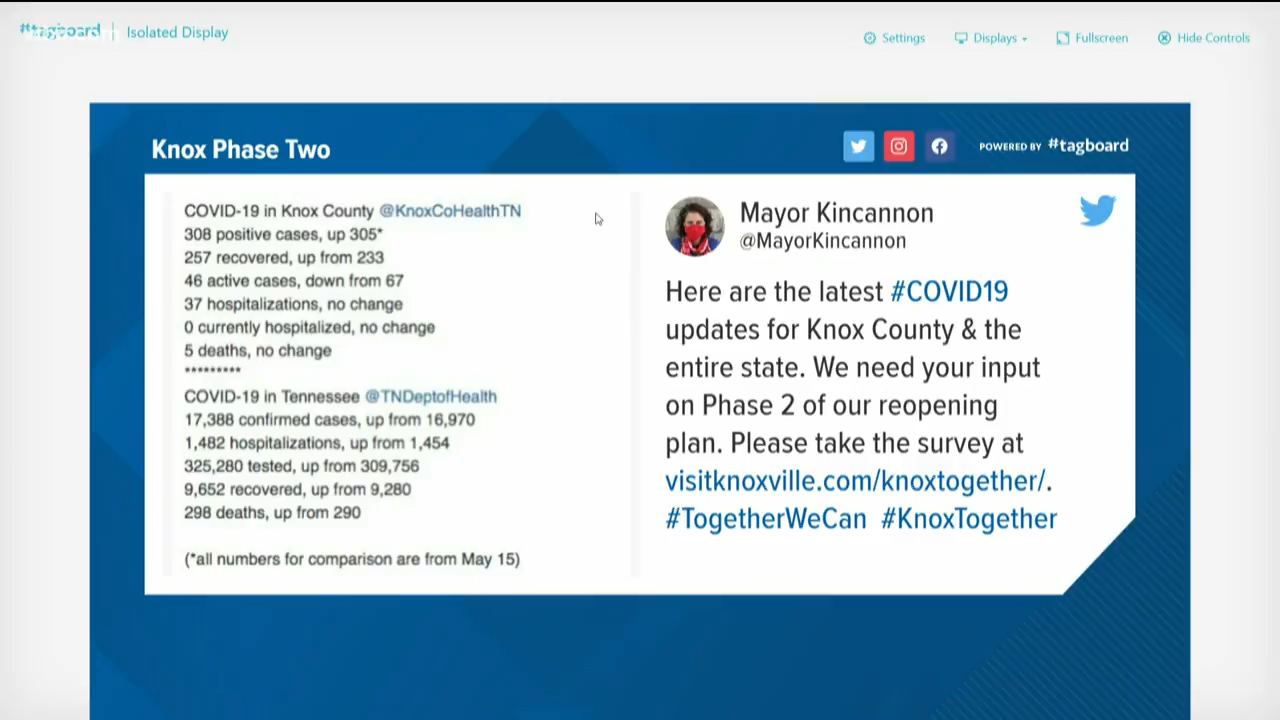 #tagboard
Isolated Display
Settings
Displays
Fullscreen
Hide Controls
Knox Phase Two
POWERED BY #tagboard
COVID-19 in Knox County @KnoxCoHealthTN
308 positive cases, up 305*
257 recovered, up from 233
46 active cases, down from 67
37 hospitalizations, no change
0 currently hospitalized, no change
5 deaths, no change
*********
COVID-19 in Tennessee @TNDeptofHealth
17,388 confirmed cases, up from 16,970
1,482 hospitalizations, up from 1,454
325,280 tested, up from 309,756
9,652 recovered, up from 9,280
298 deaths, up from 290
(*all numbers for comparison are from May 15)
Mayor Kincannon
@MayorKincannon
Here are the latest #COVID19
updates for Knox County & the
entire state. We need your input
on Phase 2 of our reopening
plan. Please take the survey at
visitknoxville.com/knoxtogether/.
#TogetherWeCan #KnoxTogether